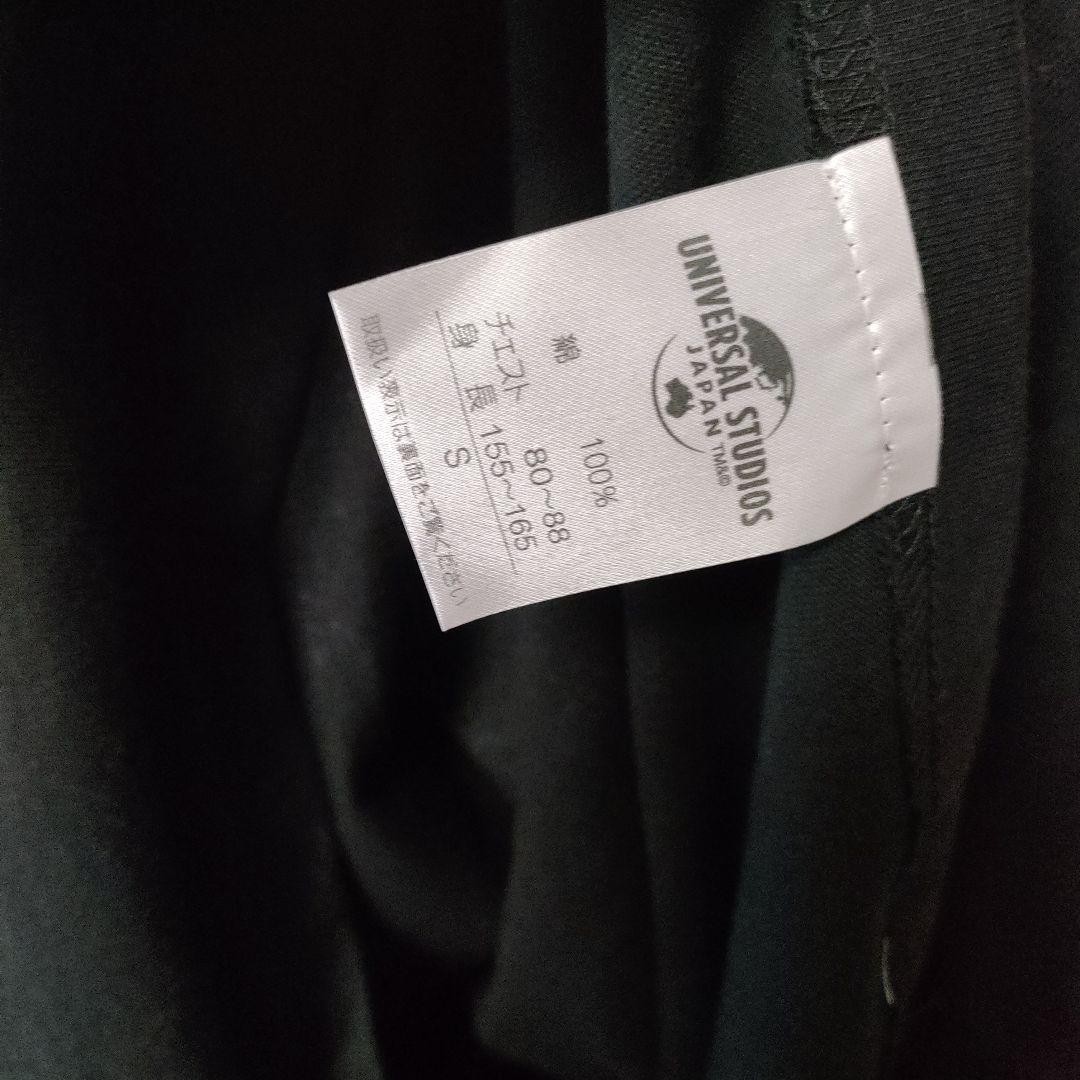 UNIVERSAL STUDIOS
JAPAN TM&©
綿 100%
チェスト 80~88
身長 155~165
S
取扱い表示は裏面をご覧ください